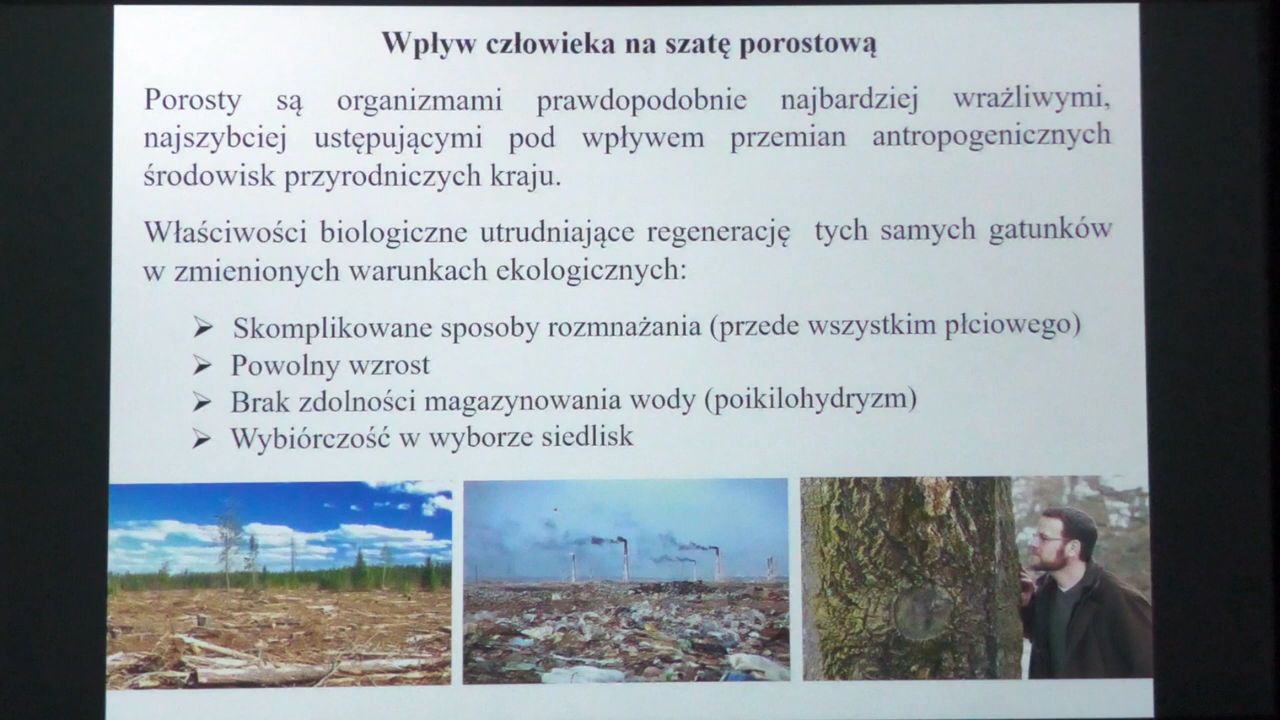 Wpływ człowieka na szatę porostową
Porosty są organizmami prawdopodobnie najbardziej wrażliwymi,
najszybciej ustępującymi pod wpływem przemian antropogenicznych
środowisk przyrodniczych kraju.
Właściwości biologiczne utrudniające regenerację tych samych gatunków
w zmienionych warunkach ekologicznych:
➢ Skomplikowane sposoby rozmnażania (przede wszystkim płciowego)
➢ Powolny wzrost
➢ Brak zdolności magazynowania wody (poikilohydryzm)
➢ Wybiórczość w wyborze siedlisk